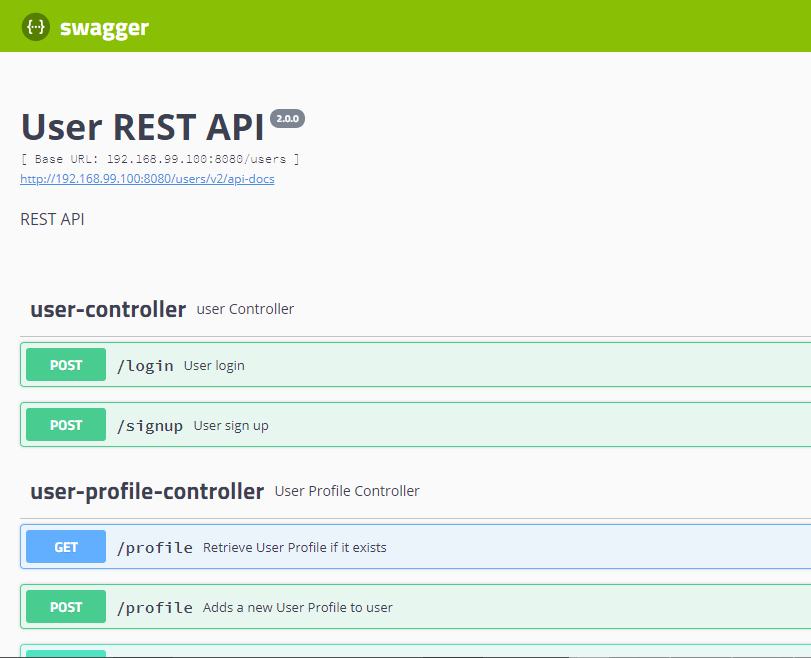 {···} swagger
User REST API 2.0.0
[ Base URL: 192.168.99.100:8080/users ]
http://192.168.99.100:8080/users/v2/api-docs
REST API
user-controller user Controller
POST /login User login
POST /signup User sign up
user-profile-controller User Profile Controller
GET /profile Retrieve User Profile if it exists
POST /profile Adds a new User Profile to user